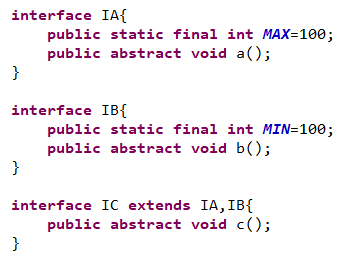 interface IA{
    public static final int MAX=100;
    public abstract void a();
}
interface IB{
    public static final int MIN=100;
    public abstract void b();
}
interface IC extends IA,IB{
    public abstract void c();
}